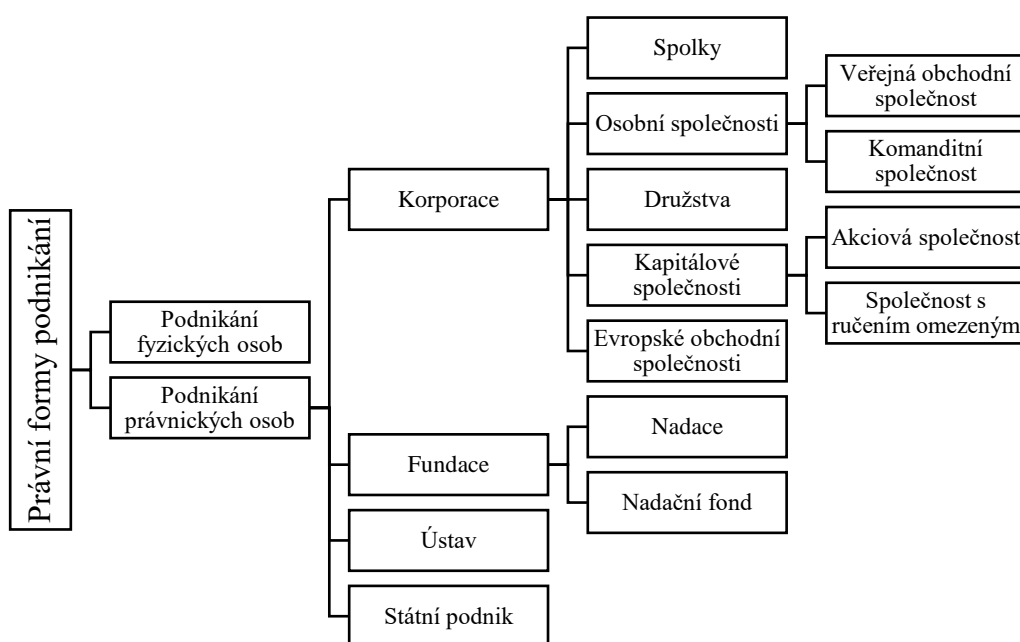 Právní formy podnikání
Podnikání
fyzických osob
Podnikání
právnických osob
Korporace
Spolky
Osobní společnosti
Veřejná obchodní
společnost
Komanditní
společnost
Družstva
Kapitálové
společnosti
Akciová společnost
Společnost s
ručením omezeným
Evropské obchodní
společnosti
Fundace
Nadace
Nadační fond
Ústav
Státní podnik